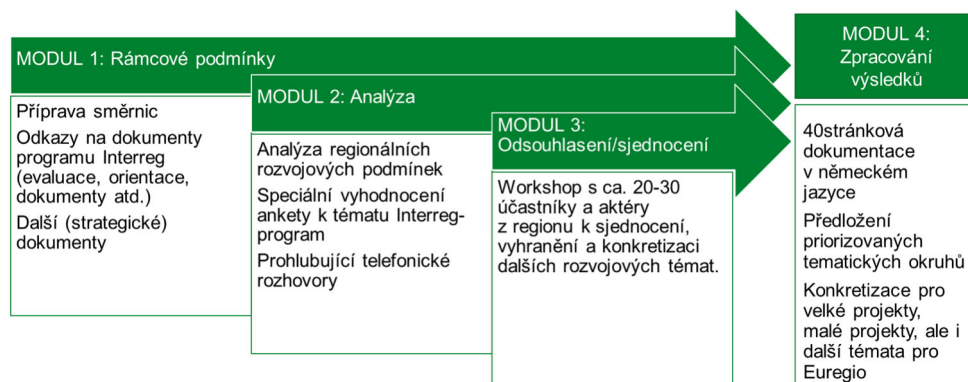 MODUL 1: Rámcové podmínky
Příprava směrnic
Odkazy na dokumenty
programu Interreg
(evaluace, orientace,
dokumenty atd.)
Další (strategické)
dokumenty
MODUL 2: Analýza
Analýza regionálních
rozvojových podmínek
Speciální vyhodnocení
ankety k tématu Interreg-
program
Prohlubující telefonické
rozhovory
MODUL 3:
Odsouhlasení/sjednocení
Workshop s ca. 20-30
účastníky a aktéry
z regionu k sjednocení,
vyhranění a konkretizaci
dalších rozvojových témat.
MODUL 4:
Zpracování
výsledků
40stránková
dokumentace
v německém
jazyce
Předložení
priorizovaných
tematických okruhů
Konkretizace pro
velké projekty,
malé projekty, ale i
další témata pro
Euregio